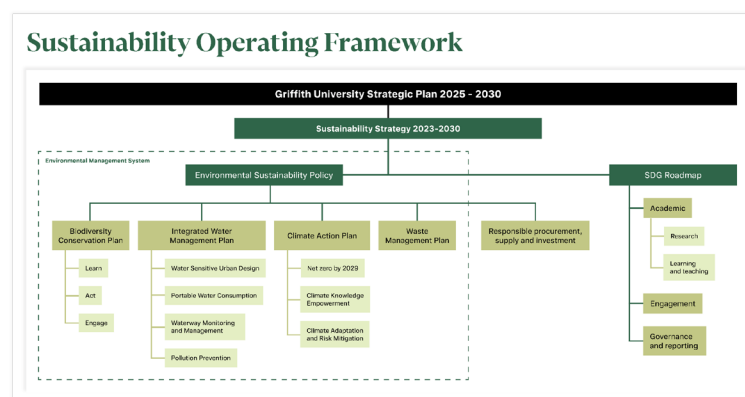 Sustainability Operating Framework
Griffith University Strategic Plan 2025 - 2030
Sustainability Strategy 2023-2030
Environmental Management System
Environmental Sustainability Policy
SDG Roadmap
Biodiversity
Conservation Plan
Integrated Water
Management Plan
Climate Action Plan
Waste
Management Plan
Responsible procurement,
supply and investment
Academic
Learn
Act
Engage
Water Sensitive Urban Design
Portable Water Consumption
Waterway Monitoring
and Management
Pollution Prevention
Net zero by 2029
Climate Knowledge
Empowerment
Climate Adaptation
and Risk Mitigation
Research
Learning
and teaching
Engagement
Governance
and reporting